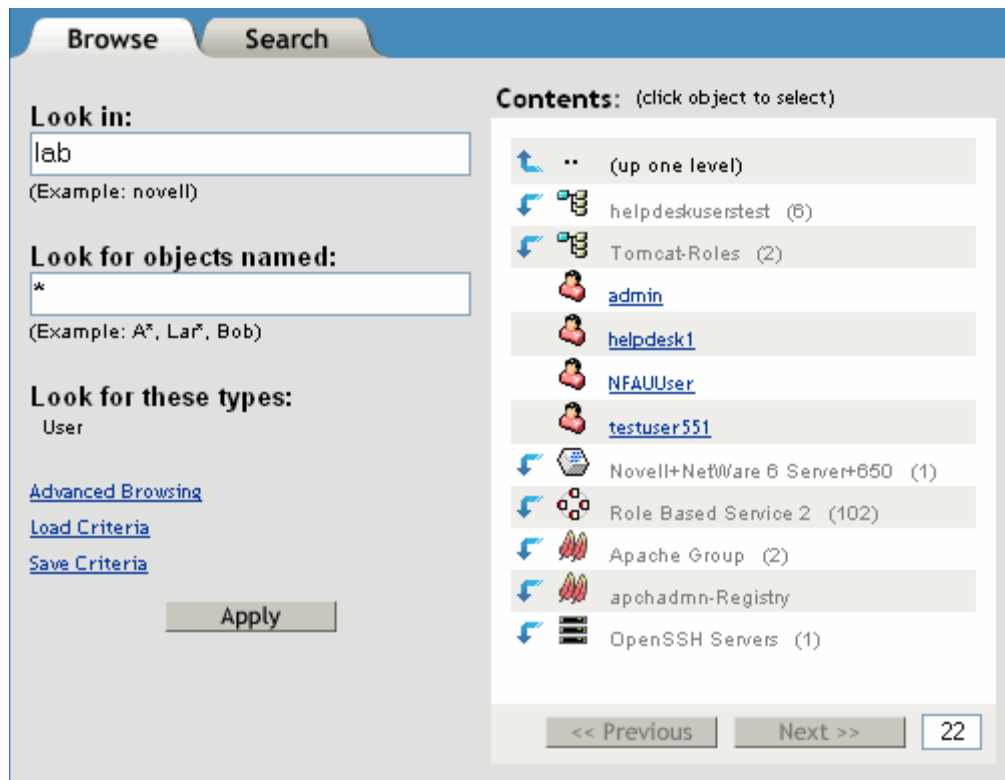 Browse
Search
Look in:
lab
(Example: novell)
Look for objects named:
*
(Example: A*, Lar*, Bob)
Look for these types:
User
Advanced Browsing
Load Criteria
Save Criteria
Apply
Contents: (click object to select)
.. (up one level)
helpdeskuserstest (6)
Tomcat-Roles (2)
admin
helpdesk1
NFAUUser
testuser551
Novell+NetWare 6 Server+650 (1)
Role Based Service 2 (102)
Apache Group (2)
apchadmn-Registry
OpenSSH Servers (1)
<< Previous
Next >>
22